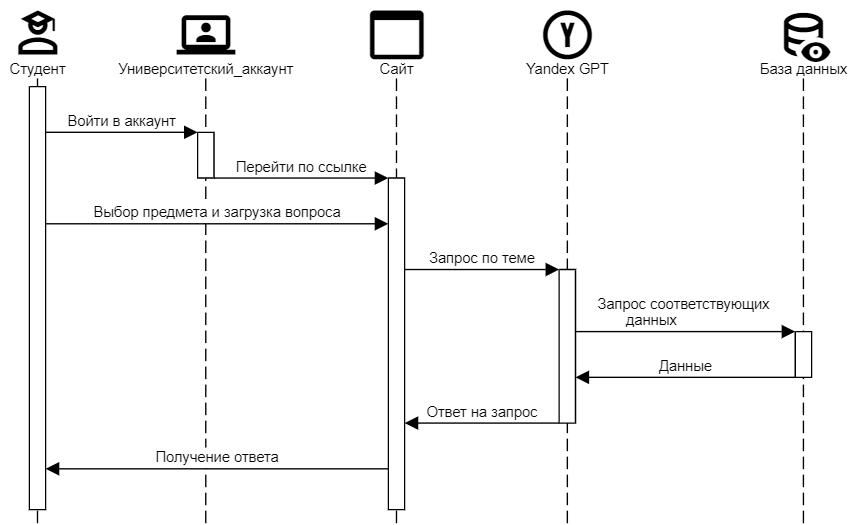 Студент
Университетский_аккаунт
Сайт
Yandex GPT
База данных
Войти в аккаунт
Перейти по ссылке
Выбор предмета и загрузка вопроса
Запрос по теме
Запрос соответствующих
данных
Данные
Ответ на запрос
Получение ответа